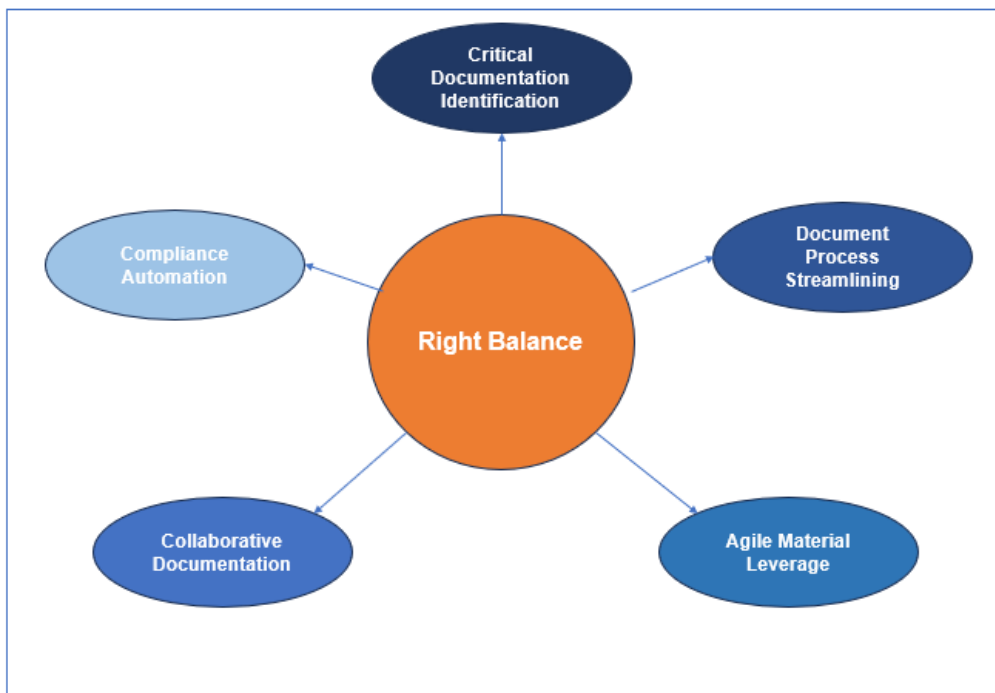 Critical
Documentation
Identification
Compliance
Automation
Document
Process
Streamlining
Right Balance
Collaborative
Documentation
Agile Material
Leverage